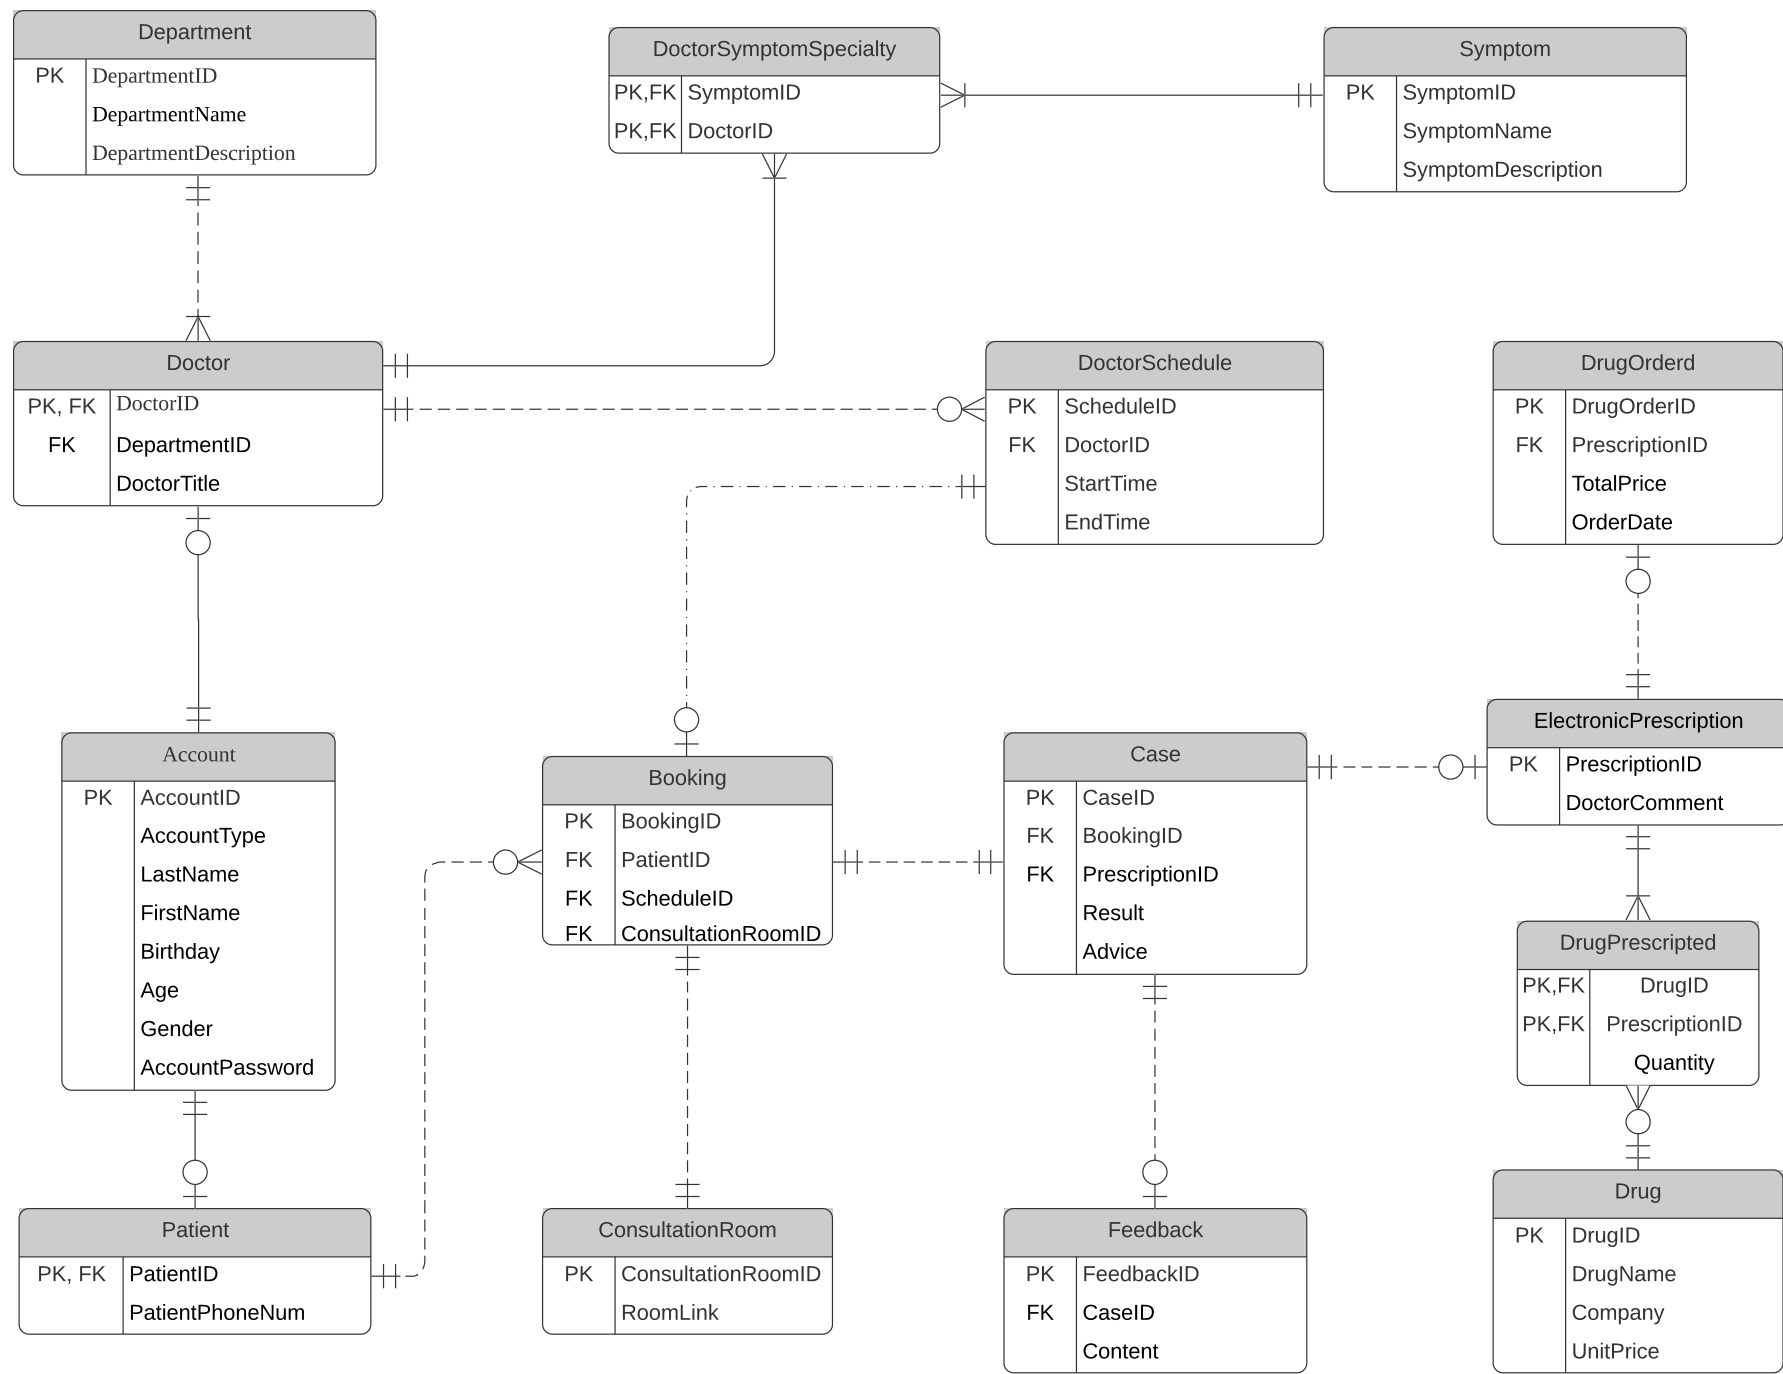 Department
PK DepartmentID
DepartmentName
DepartmentDescription
DoctorSymptomSpecialty
PK,FK SymptomID
PK,FK DoctorID
Symptom
PK SymptomID
SymptomName
SymptomDescription
Doctor
PK, FK DoctorID
FK DepartmentID
DoctorTitle
DoctorSchedule
PK ScheduleID
FK DoctorID
StartTime
EndTime
DrugOrderd
PK DrugOrderID
FK PrescriptionID
TotalPrice
OrderDate
Account
PK AccountID
AccountType
LastName
FirstName
Birthday
Age
Gender
AccountPassword
Booking
PK BookingID
FK PatientID
FK ScheduleID
FK ConsultationRoomID
Case
PK CaseID
FK BookingID
FK PrescriptionID
Result
Advice
ElectronicPrescription
PK PrescriptionID
DoctorComment
DrugPrescripted
PK,FK DrugID
PK,FK PrescriptionID
Quantity
Patient
PK, FK PatientID
PatientPhoneNum
ConsultationRoom
PK ConsultationRoomID
RoomLink
Feedback
PK FeedbackID
FK CaseID
Content
Drug
PK DrugID
DrugName
Company
UnitPrice